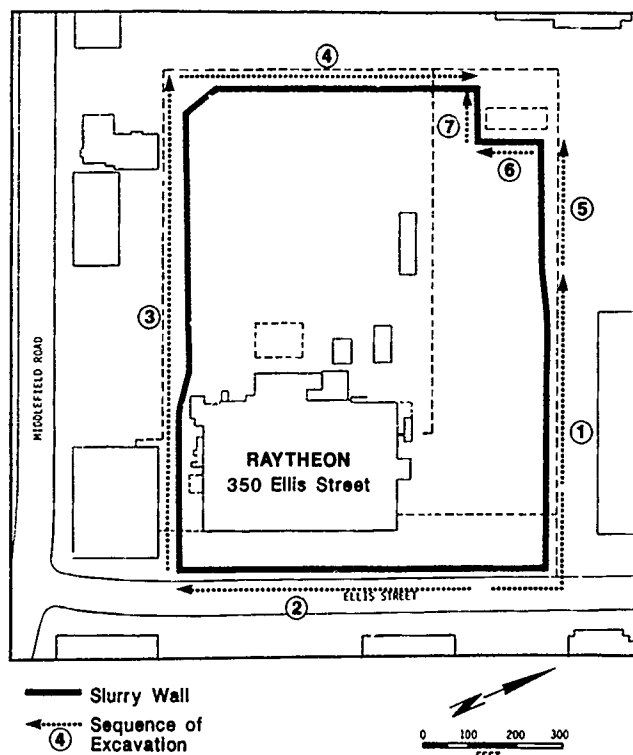 ④
⑦
⑥
⑤
③
MIDDLEFIELD ROAD
①
RAYTHEON
350 Ellis Street
ELLIS STREET
②
Slurry Wall
④
Sequence of
Excavation
N
0 100 200 300
FEET